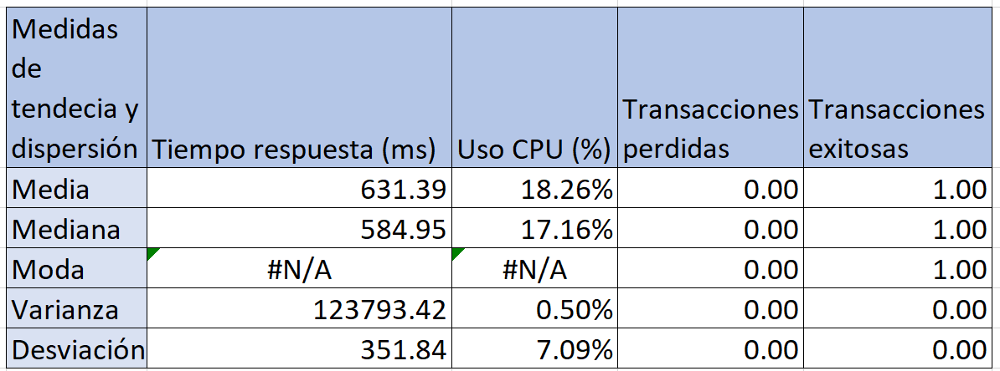 Medidas
de
tendecia y
dispersión Tiempo respuesta (ms) Uso CPU (%) Transacciones perdidas Transacciones exitosas
Media 631.39 18.26% 0.00 1.00
Mediana 584.95 17.16% 0.00 1.00
Moda #N/A #N/A 0.00 1.00
Varianza 123793.42 0.50% 0.00 0.00
Desviación 351.84 7.09% 0.00 0.00